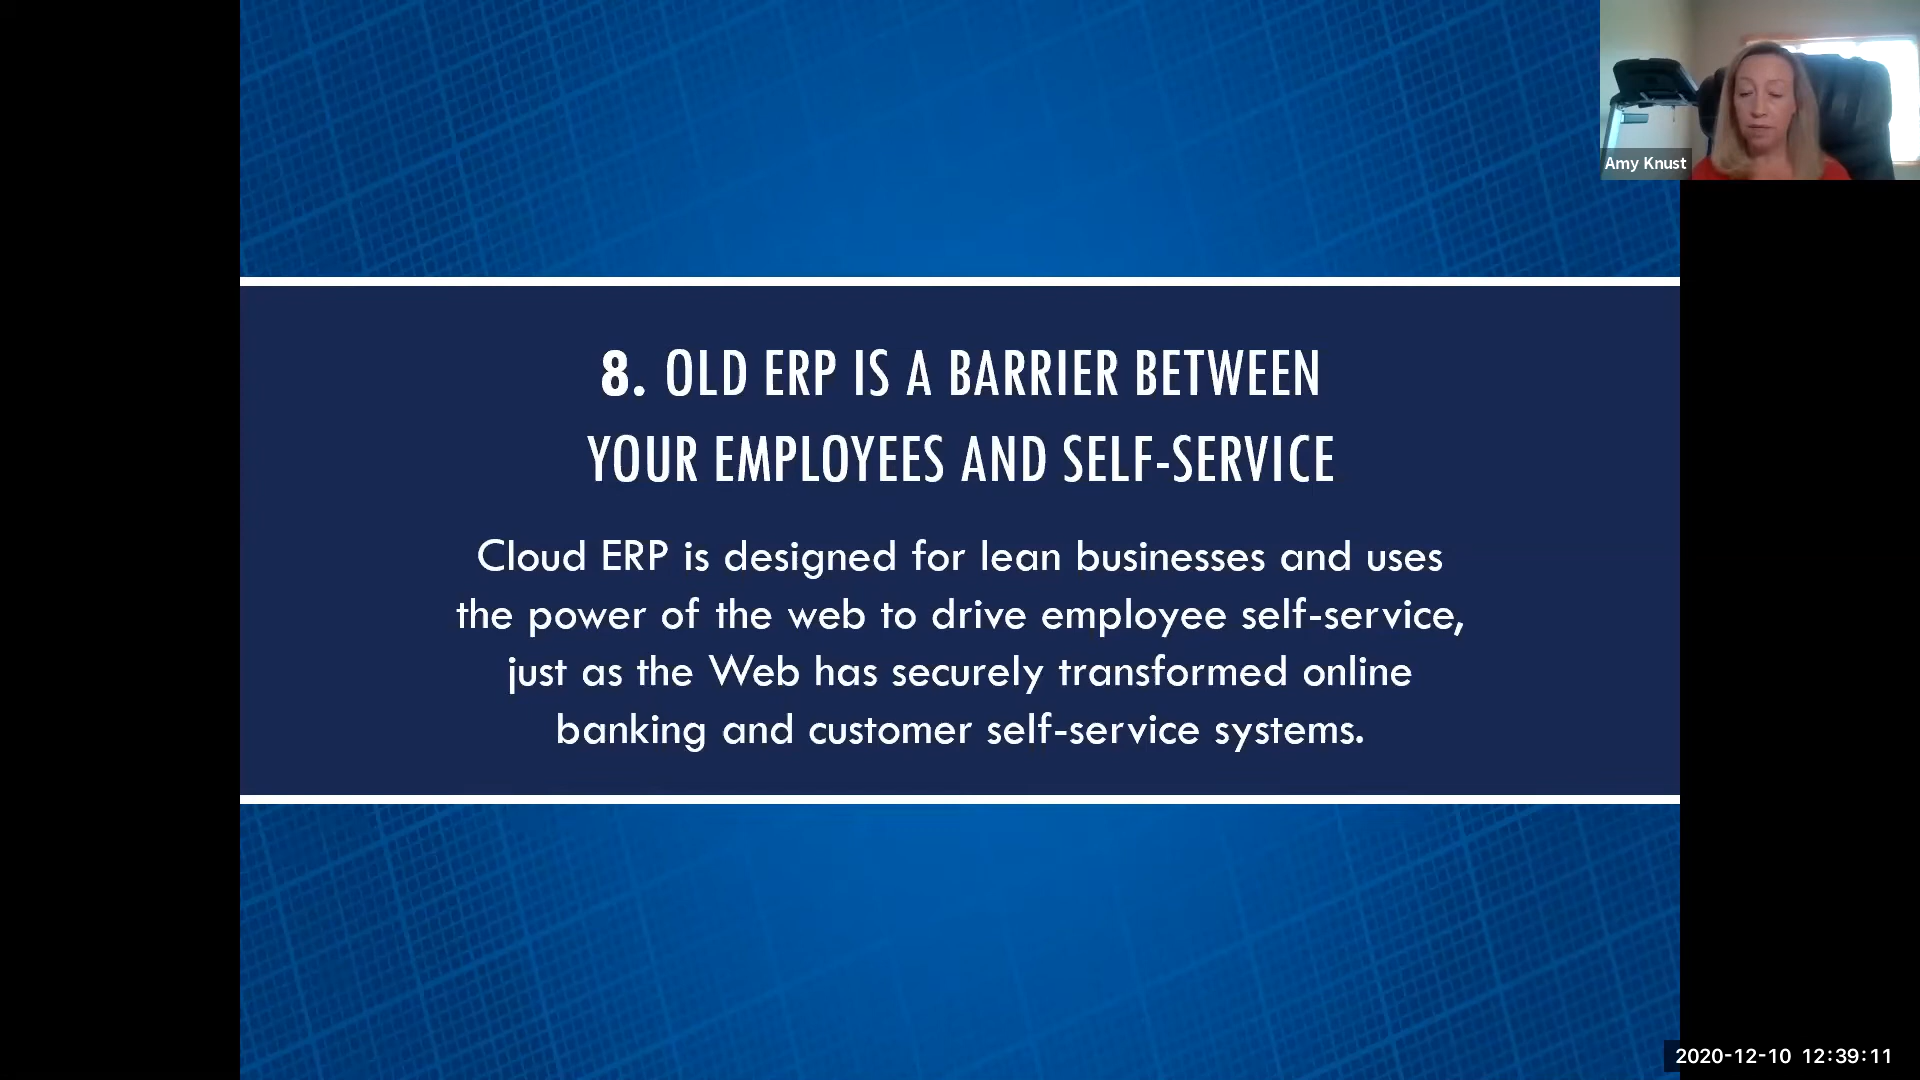 Amy Knust
8. OLD ERP IS A BARRIER BETWEEN
YOUR EMPLOYEES AND SELF-SERVICE
Cloud ERP is designed for lean businesses and uses
the power of the web to drive employee self-service,
just as the Web has securely transformed online
banking and customer self-service systems.
2020-12-10 12:39:11